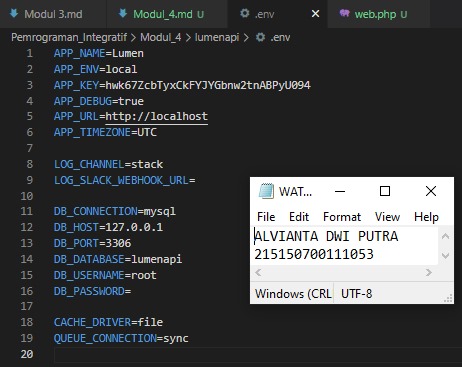 Modul 3.md
Modul_4.md U
.env
web.php U
Pemrograman_Integratif > Modul_4 > lumenapi > .env
1 APP_NAME=Lumen
2 APP_ENV=local
3 APP_KEY=hwk67ZcbTyxCkFYJYGbnw2tnABPyU094
4 APP_DEBUG=true
5 APP_URL=http://localhost
6 APP_TIMEZONE=UTC
7
8 LOG_CHANNEL=stack
9 LOG_SLACK_WEBHOOK_URL=
10
11 DB_CONNECTION=mysql
12 DB_HOST=127.0.0.1
13 DB_PORT=3306
14 DB_DATABASE=lumenapi
15 DB_USERNAME=root
16 DB_PASSWORD=
17
18 CACHE_DRIVER=file
19 QUEUE_CONNECTION=sync
20
WAT...
File Edit Format View Help
ALVIANTA DWI PUTRA
215150700111053
Windows (CRL UTF-8